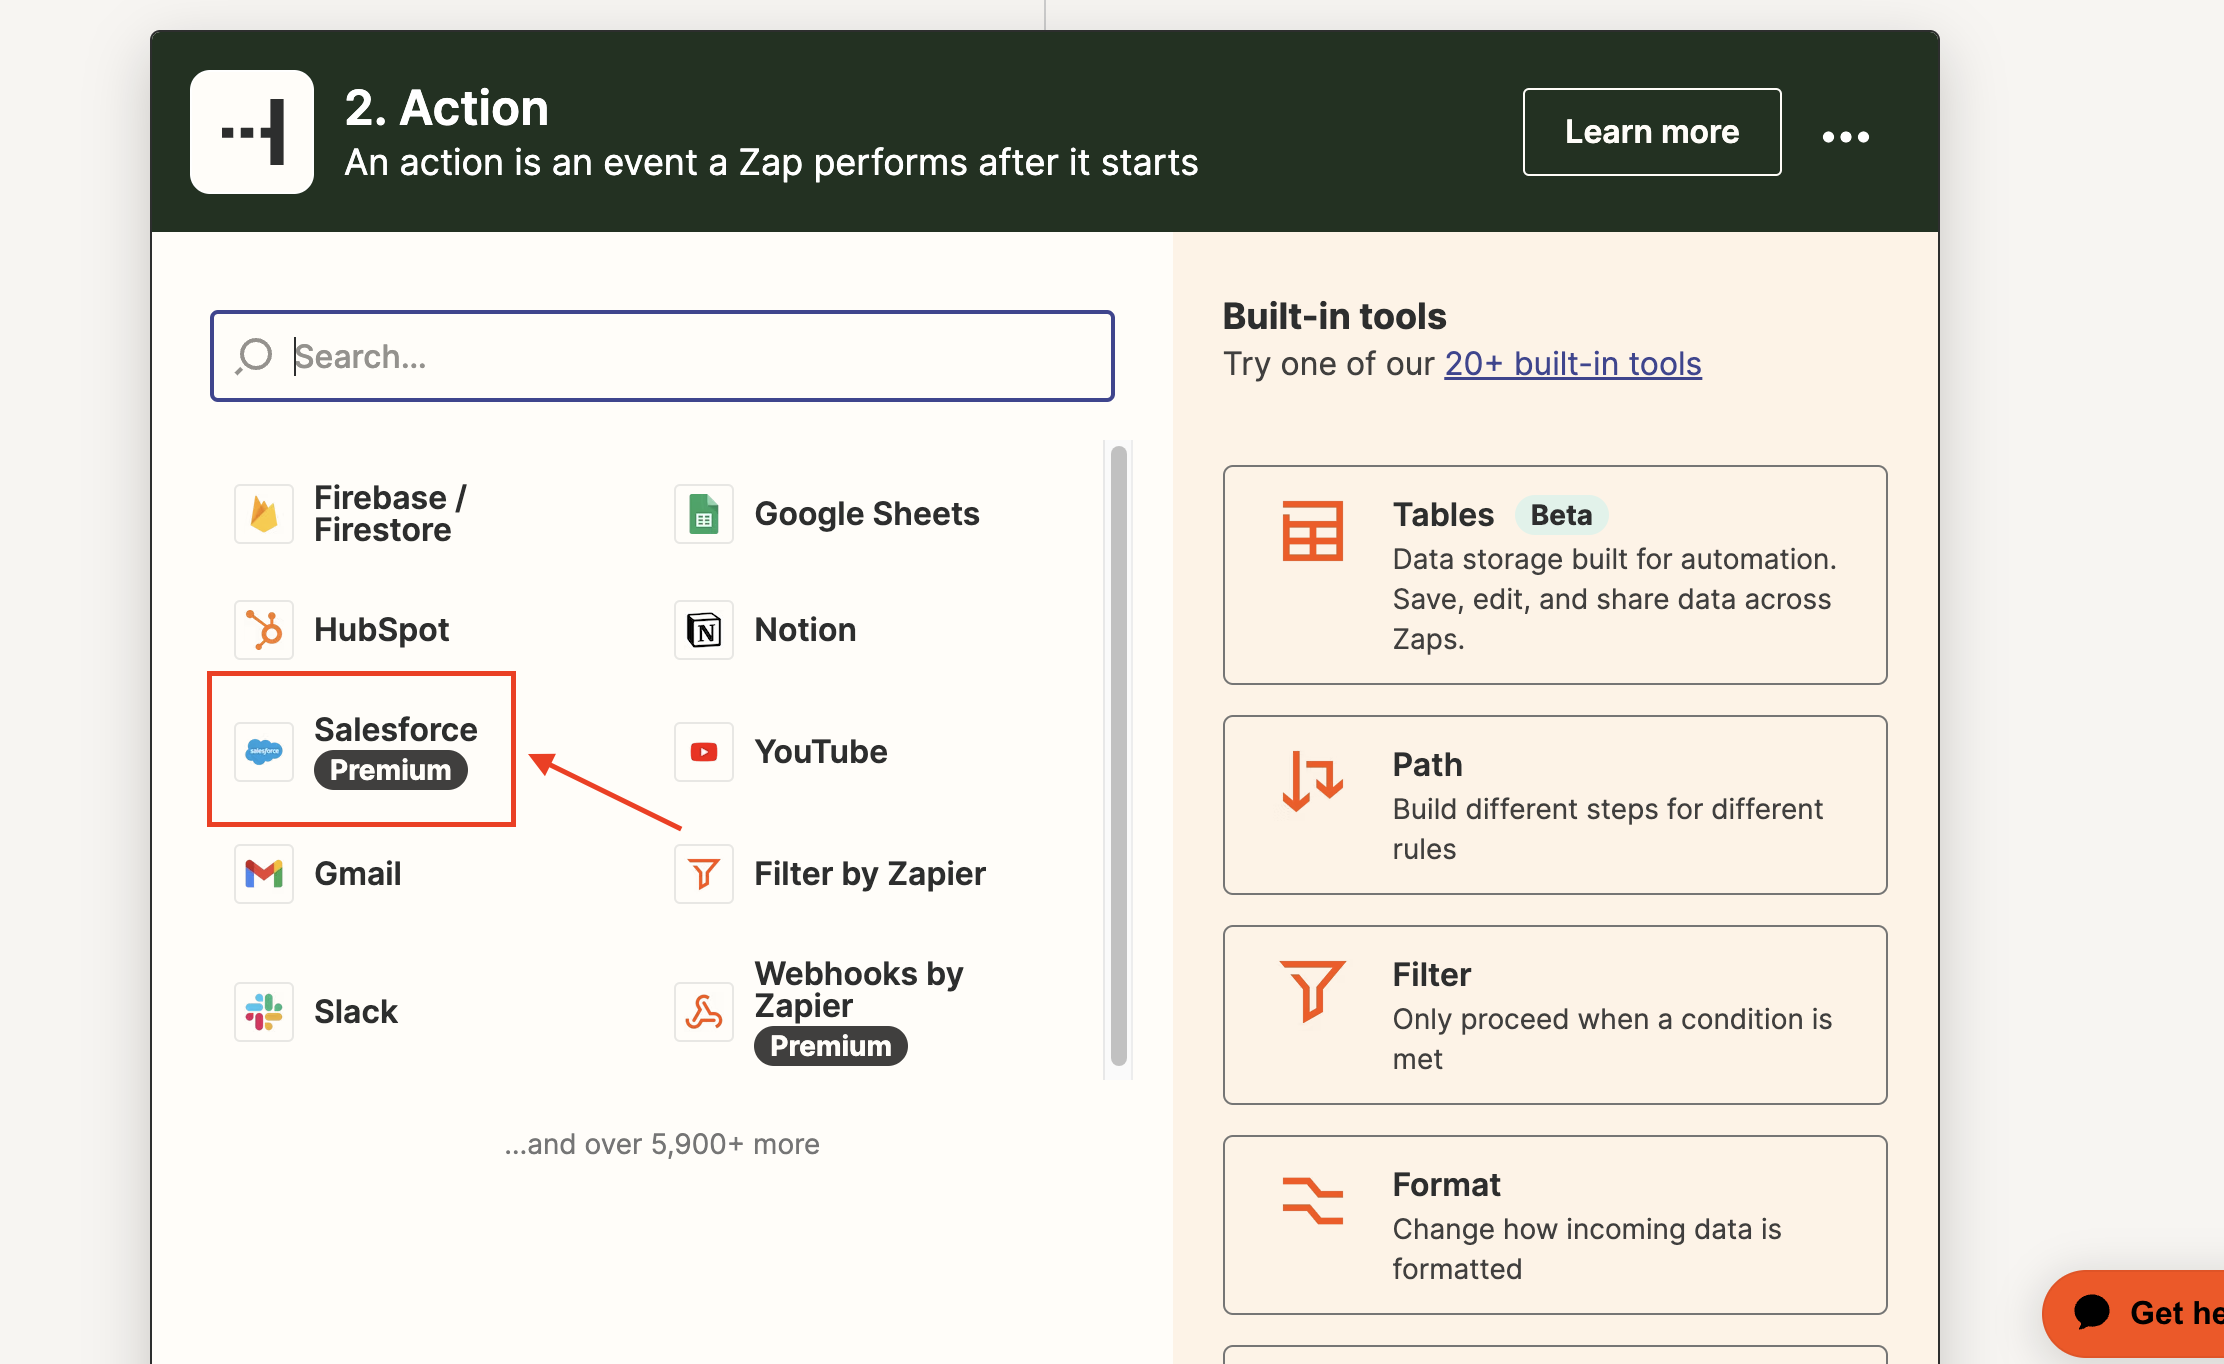 2. Action
An action is an event a Zap performs after it starts
Learn more
Search...
Firebase /
Firestore
Google Sheets
HubSpot
Notion
Salesforce
Premium
YouTube
Gmail
Filter by Zapier
Slack
Webhooks by
Zapier
Premium
...and over 5,900+ more
Built-in tools
Try one of our 20+ built-in tools
Tables Beta
Data storage built for automation.
Save, edit, and share data across
Zaps.
Path
Build different steps for different
rules
Filter
Only proceed when a condition is
met
Format
Change how incoming data is
formatted
Get he